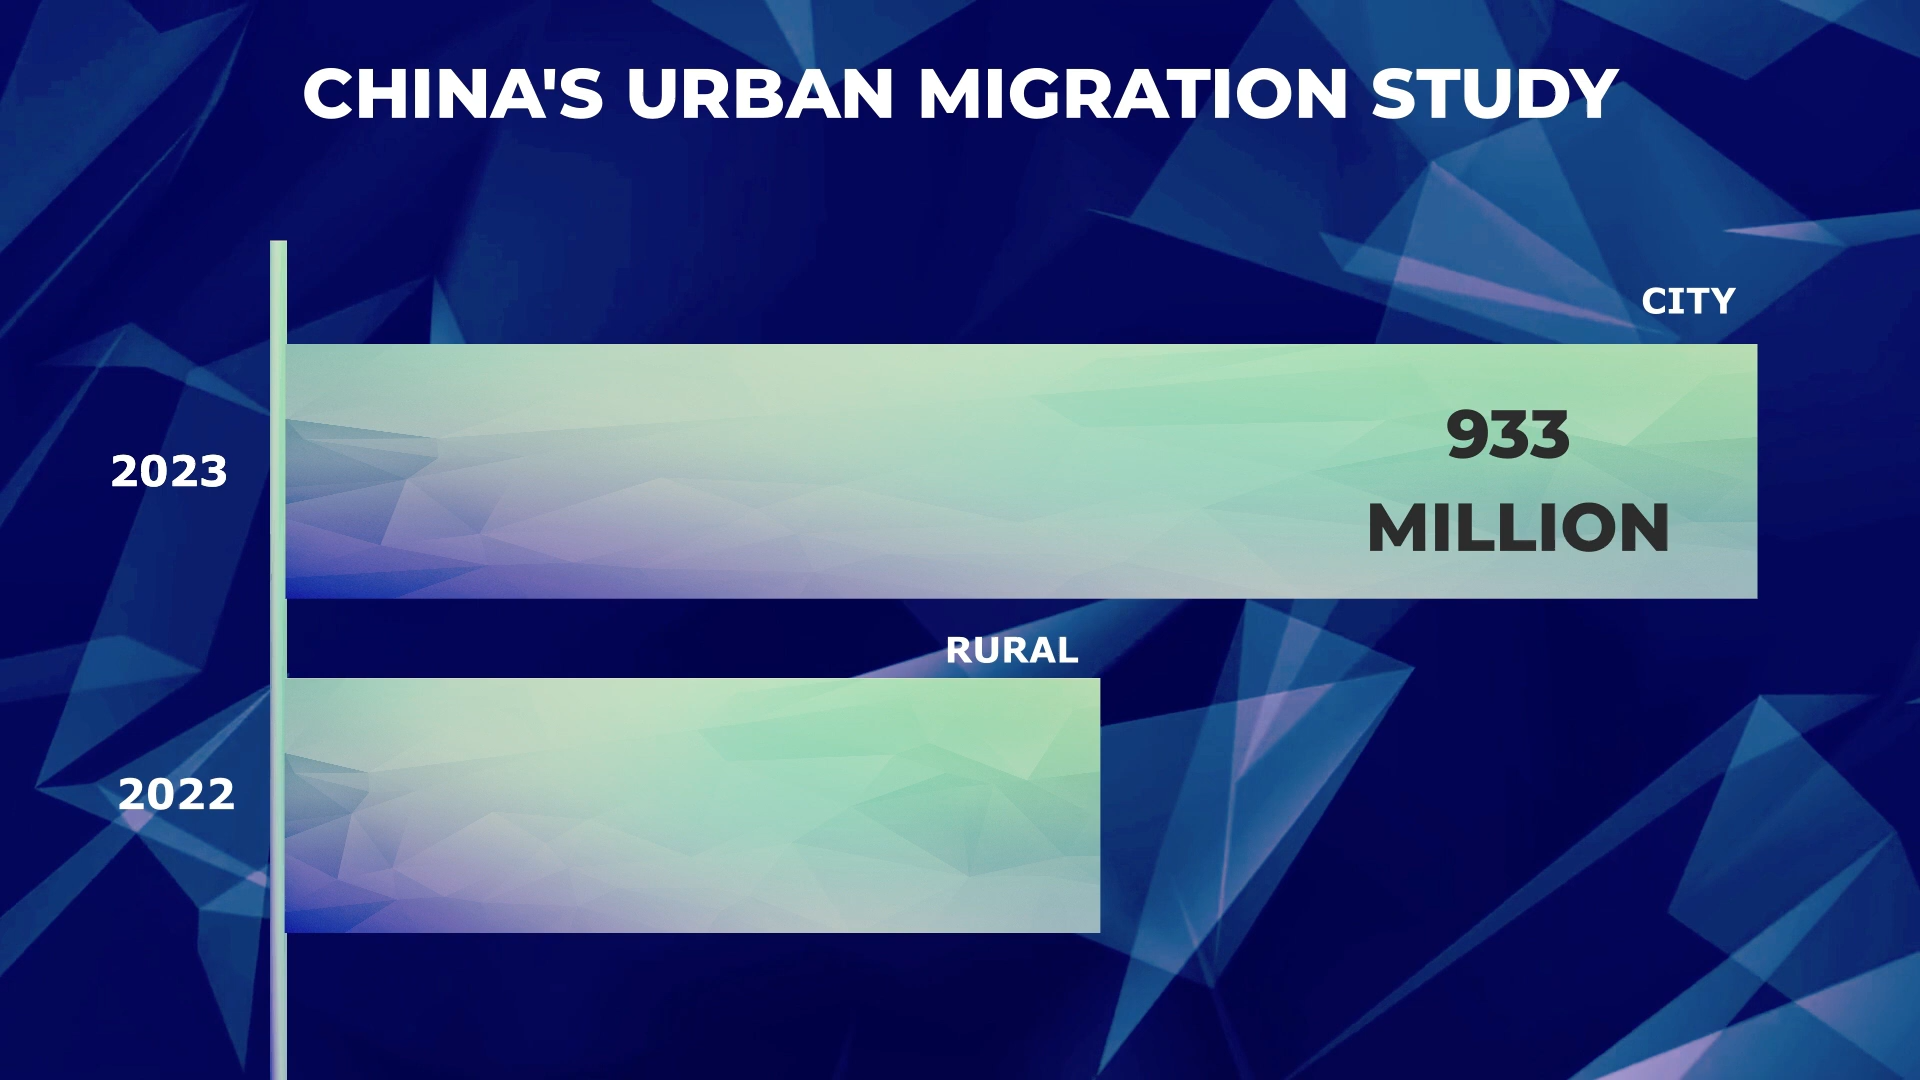 CHINA'S URBAN MIGRATION STUDY
CITY
2023
933
MILLION
RURAL
2022